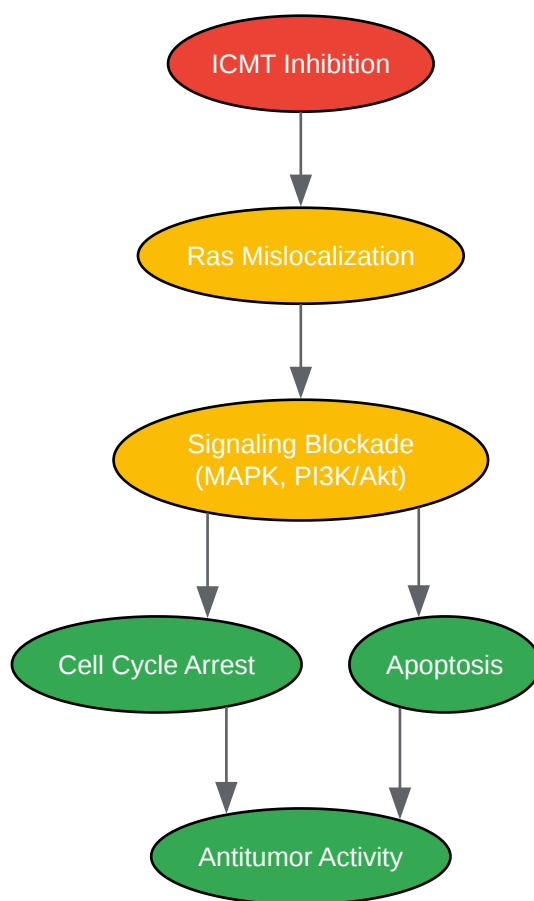 ICMT Inhibition
Ras Mislocalization
Signaling Blockade
(MAPK, PI3K/Akt)
Cell Cycle Arrest
Apoptosis
Antitumor Activity